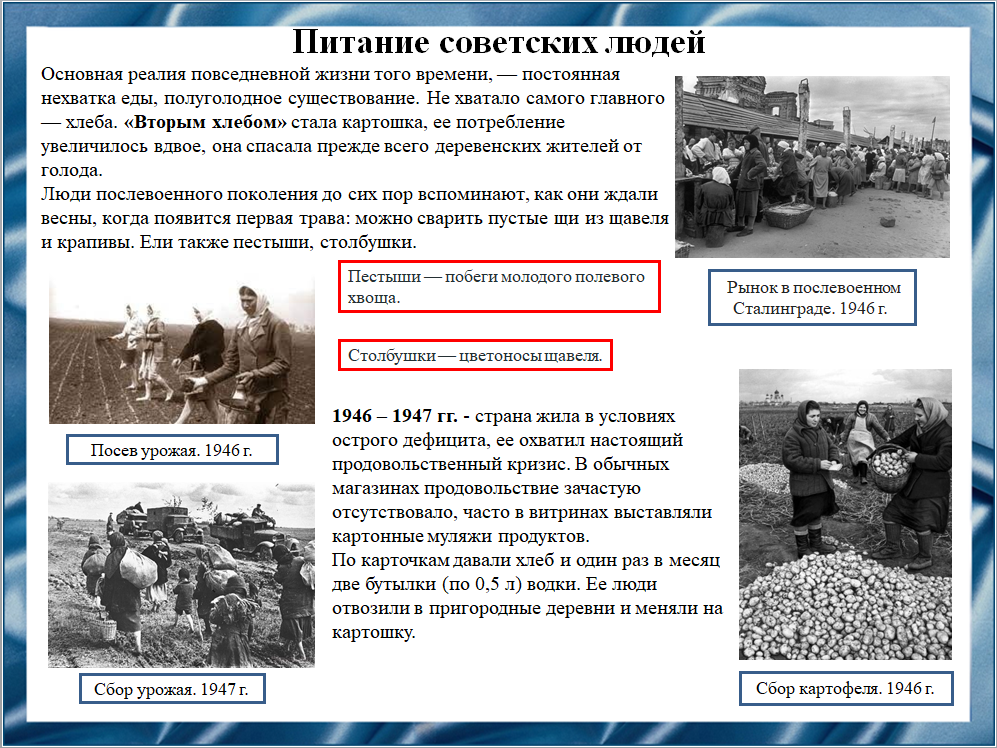 Питание советских людей
Основная реалия повседневной жизни того времени, — постоянная
нехватка еды, полуголодное существование. Не хватало самого главного
— хлеба. «Вторым хлебом» стала картошка, ее потребление
увеличилось вдвое, она спасала прежде всего деревенских жителей от
голода.
Люди послевоенного поколения до сих пор вспоминают, как они ждали
весны, когда появится первая трава: можно сварить пустые щи из щавеля
и крапивы. Ели также пестыши, столбушки.
Рынок в послевоенном
Сталинграде. 1946 г.
Пестыши — побеги молодого полевого
хвоща.
Столбушки — цветоносы щавеля.
Посев урожая. 1946 г.
1946 – 1947 гг. - страна жила в условиях
острого дефицита, ее охватил настоящий
продовольственный кризис. В обычных
магазинах продовольствие зачастую
отсутствовало, часто в витринах выставляли
картонные муляжи продуктов.
По карточкам давали хлеб и один раз в месяц
две бутылки (по 0,5 л) водки. Ее люди
отвозили в пригородные деревни и меняли на
картошку.
Сбор урожая. 1947 г.
Сбор картофеля. 1946 г.